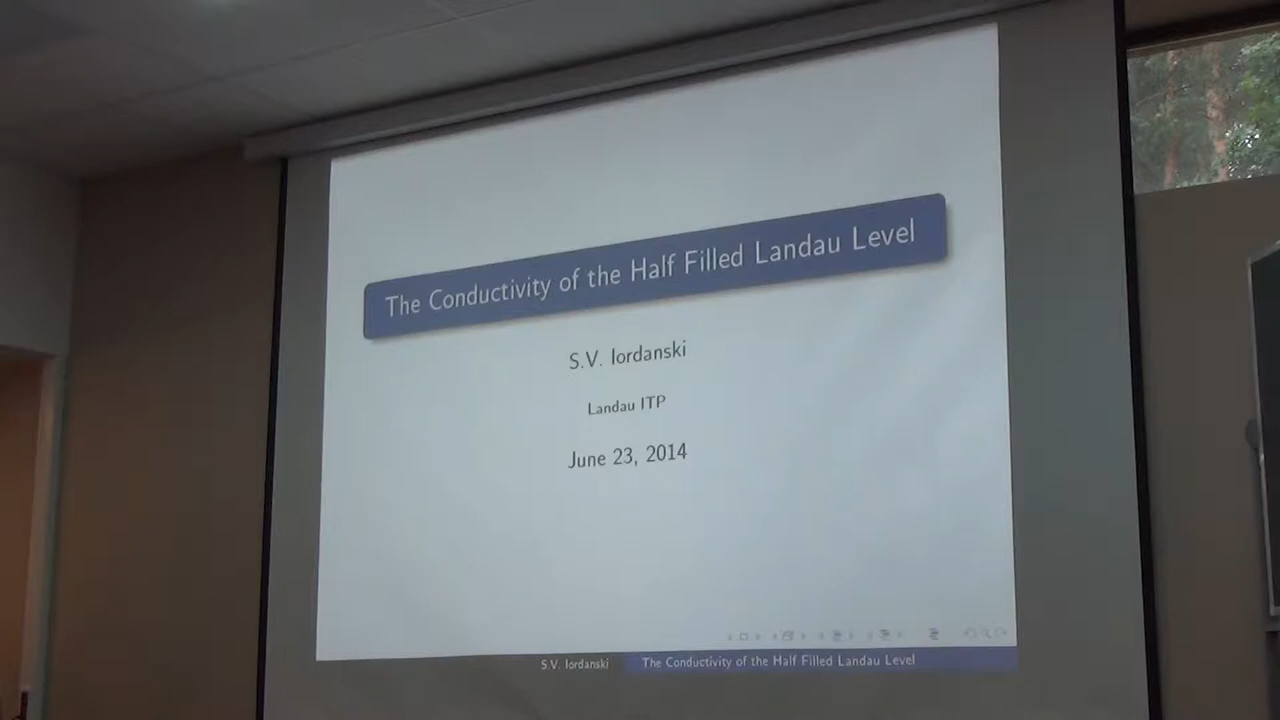 The Conductivity of the Half Filled Landau Level
S.V. Iordanski
Landau ITP
June 23, 2014
S.V. Iordanski The Conductivity of the Half Filled Landau Level